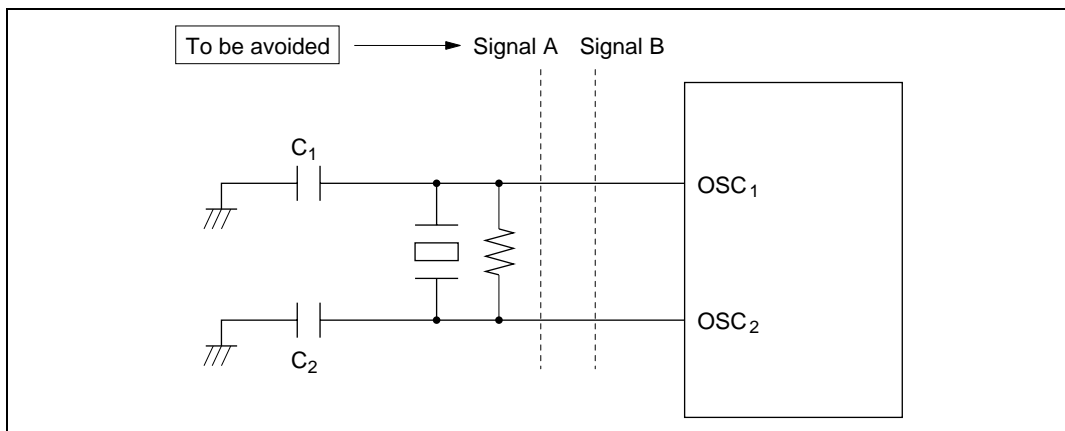 To be avoided
Signal A
Signal B
C1
OSC1
OSC2
C2